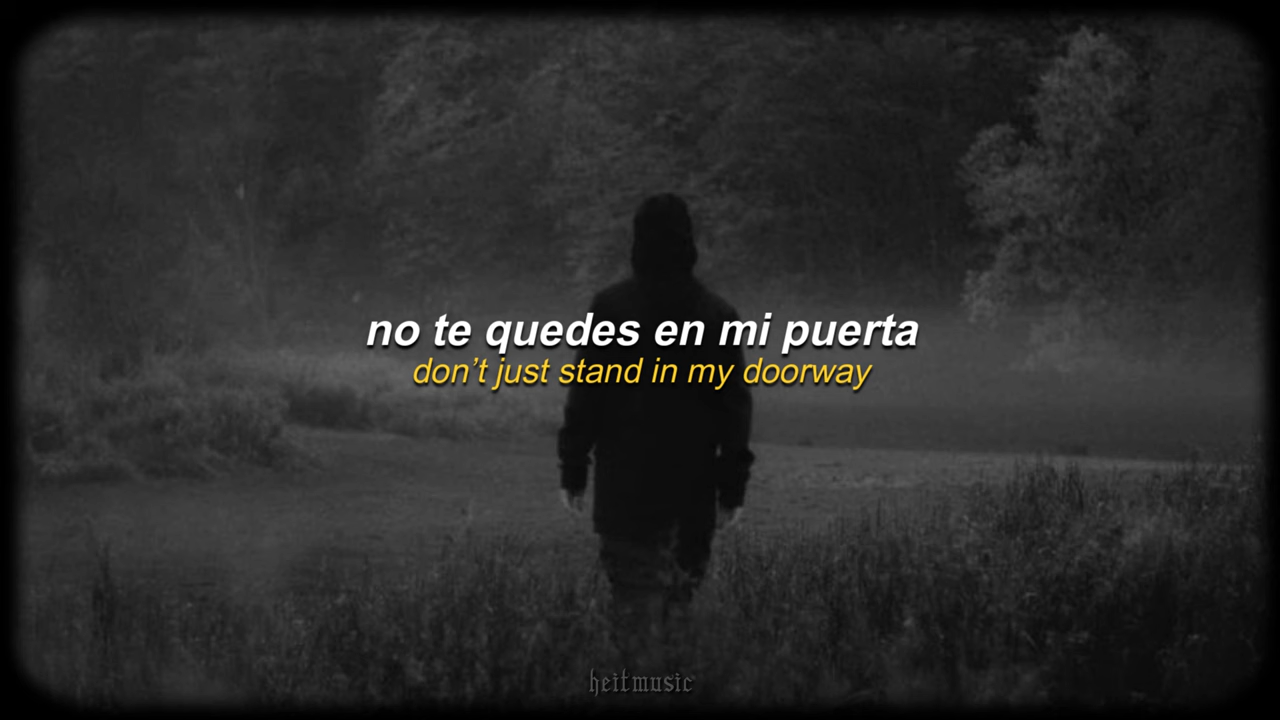 no te quedes en mi puerta
don’t just stand in my doorway
heitmusic